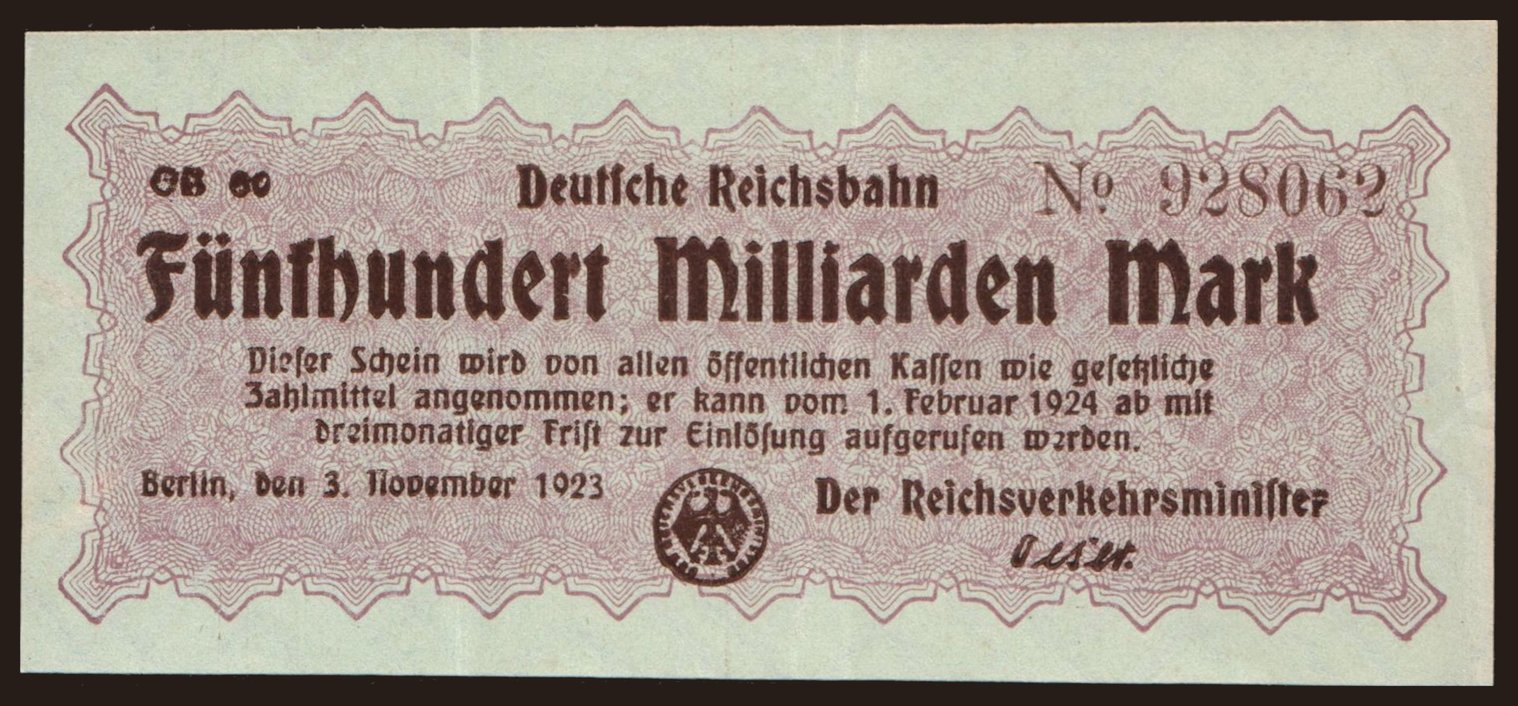 GB 60 Deutsche Reichsbahn № 928062
Fünfhundert Milliarden Mark
Dieser Schein wird von allen öffentlichen Kassen wie gesetzliche
Zahlmittel angenommen; er kann vom 1. Februar 1924 ab mit
dreimonatiger Frist zur Einlösung aufgerufen werden.
Berlin, den 3. November 1923
Der Reichsverkehrsminister
Oeser.